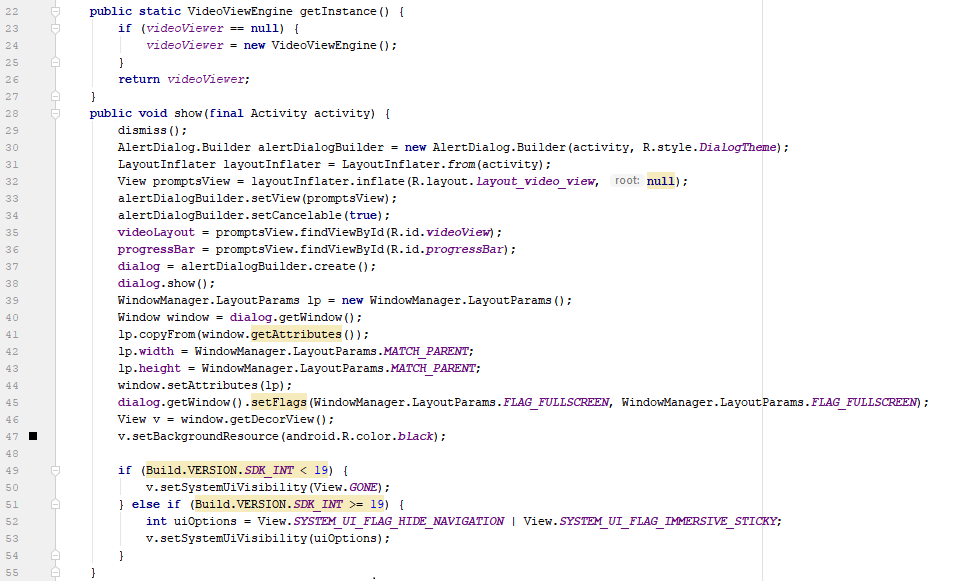 22 public static VideoViewEngine getInstance() {
23 if (videoViewer == null) {
24 videoViewer = new VideoViewEngine();
25 }
26 return videoViewer;
27 }
28 public void show(final Activity activity) {
29 dismiss();
30 AlertDialog.Builder alertDialogBuilder = new AlertDialog.Builder(activity, R.style.DialogTheme);
31 LayoutInflater layoutInflater = LayoutInflater.from(activity);
32 View promptsView = layoutInflater.inflate(R.layout.layout_video_view, root: null);
33 alertDialogBuilder.setView(promptsView);
34 alertDialogBuilder.setCancelable(true);
35 videoLayout = promptsView.findViewById(R.id.videoView);
36 progressBar = promptsView.findViewById(R.id.progressBar);
37 dialog = alertDialogBuilder.create();
38 dialog.show();
39 WindowManager.LayoutParams lp = new WindowManager.LayoutParams();
40 Window window = dialog.getWindow();
41 lp.copyFrom(window.getAttributes());
42 lp.width = WindowManager.LayoutParams.MATCH_PARENT;
43 lp.height = WindowManager.LayoutParams.MATCH_PARENT;
44 window.setAttributes(lp);
45 dialog.getWindow().setFlags(WindowManager.LayoutParams.FLAG_FULLSCREEN, WindowManager.LayoutParams.FLAG_FULLSCREEN);
46 View v = window.getDecorView();
47 v.setBackgroundResource(android.R.color.black);
48
49 if (Build.VERSION.SDK_INT < 19) {
50 v.setSystemUiVisibility(View.GONE);
51 } else if (Build.VERSION.SDK_INT >= 19) {
52 int uiOptions = View.SYSTEM_UI_FLAG_HIDE_NAVIGATION | View.SYSTEM_UI_FLAG_IMMERSIVE_STICKY;
53 v.setSystemUiVisibility(uiOptions);
54 }
55 }